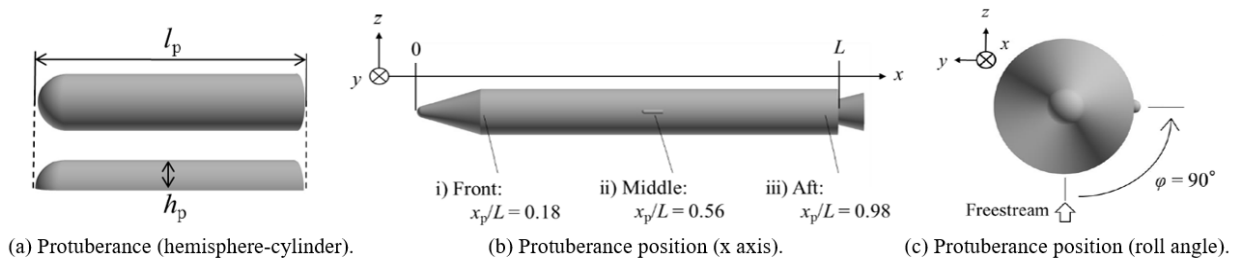 l_p
h_p
(a) Protuberance (hemisphere-cylinder).
z
y
x
0
L
i) Front:
x_p/L = 0.18
ii) Middle:
x_p/L = 0.56
iii) Aft:
x_p/L = 0.98
(b) Protuberance position (x axis).
z
x
y
φ = 90°
Freestream
(c) Protuberance position (roll angle).